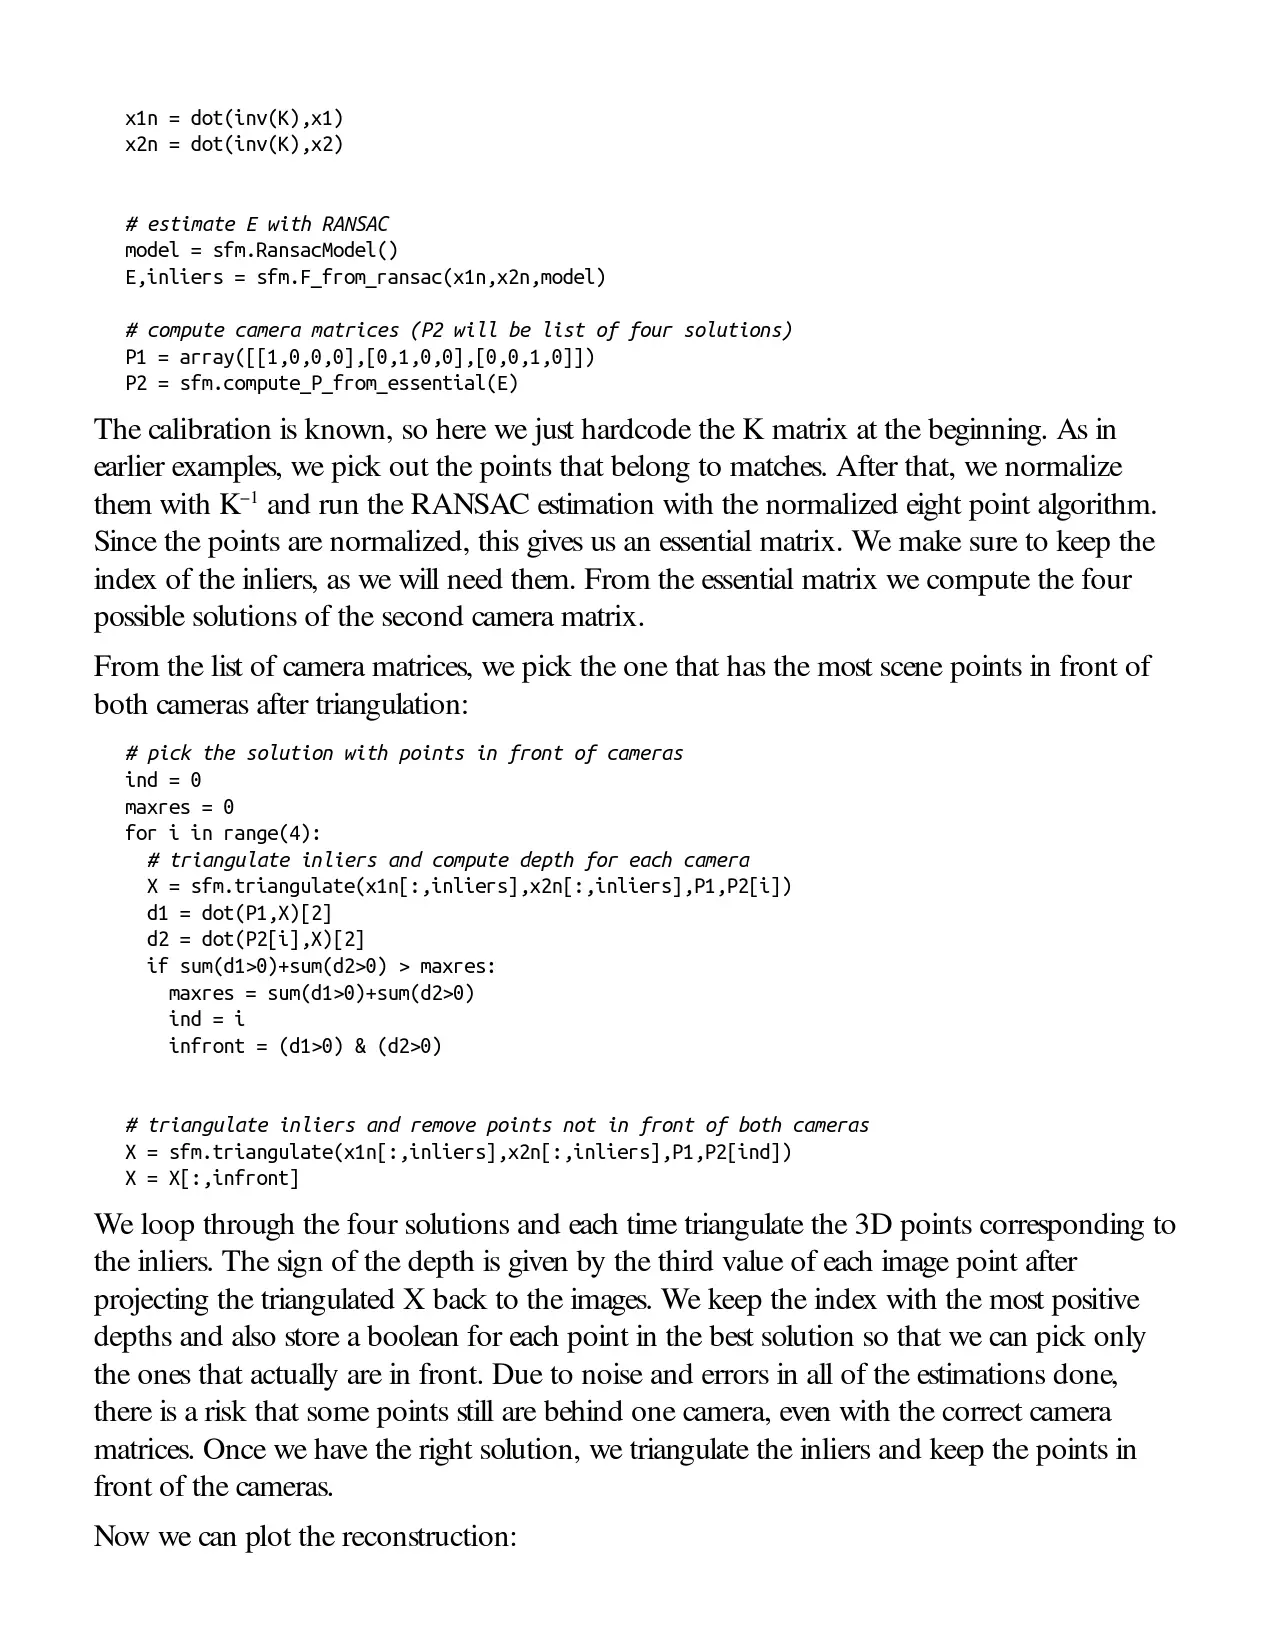 x1n = dot(inv(K),x1)
x2n = dot(inv(K),x2)
# estimate E with RANSAC
model = sfm.RansacModel()
E,inliers = sfm.F_from_ransac(x1n,x2n,model)
# compute camera matrices (P2 will be list of four solutions)
P1 = array([[1,0,0,0],[0,1,0,0],[0,0,1,0]])
P2 = sfm.compute_P_from_essential(E)
The calibration is known, so here we just hardcode the K matrix at the beginning. As in
earlier examples, we pick out the points that belong to matches. After that, we normalize
them with K⁻¹ and run the RANSAC estimation with the normalized eight point algorithm.
Since the points are normalized, this gives us an essential matrix. We make sure to keep the
index of the inliers, as we will need them. From the essential matrix we compute the four
possible solutions of the second camera matrix.
From the list of camera matrices, we pick the one that has the most scene points in front of
both cameras after triangulation:
# pick the solution with points in front of cameras
ind = 0
maxres = 0
for i in range(4):
  # triangulate inliers and compute depth for each camera
  X = sfm.triangulate(x1n[:,inliers],x2n[:,inliers],P1,P2[i])
  d1 = dot(P1,X)[2]
  d2 = dot(P2[i],X)[2]
  if sum(d1>0)+sum(d2>0) > maxres:
    maxres = sum(d1>0)+sum(d2>0)
    ind = i
    infront = (d1>0) & (d2>0)
# triangulate inliers and remove points not in front of both cameras
X = sfm.triangulate(x1n[:,inliers],x2n[:,inliers],P1,P2[ind])
X = X[:,infront]
We loop through the four solutions and each time triangulate the 3D points corresponding to
the inliers. The sign of the depth is given by the third value of each image point after
projecting the triangulated X back to the images. We keep the index with the most positive
depths and also store a boolean for each point in the best solution so that we can pick only
the ones that actually are in front. Due to noise and errors in all of the estimations done,
there is a risk that some points still are behind one camera, even with the correct camera
matrices. Once we have the right solution, we triangulate the inliers and keep the points in
front of the cameras.
Now we can plot the reconstruction: